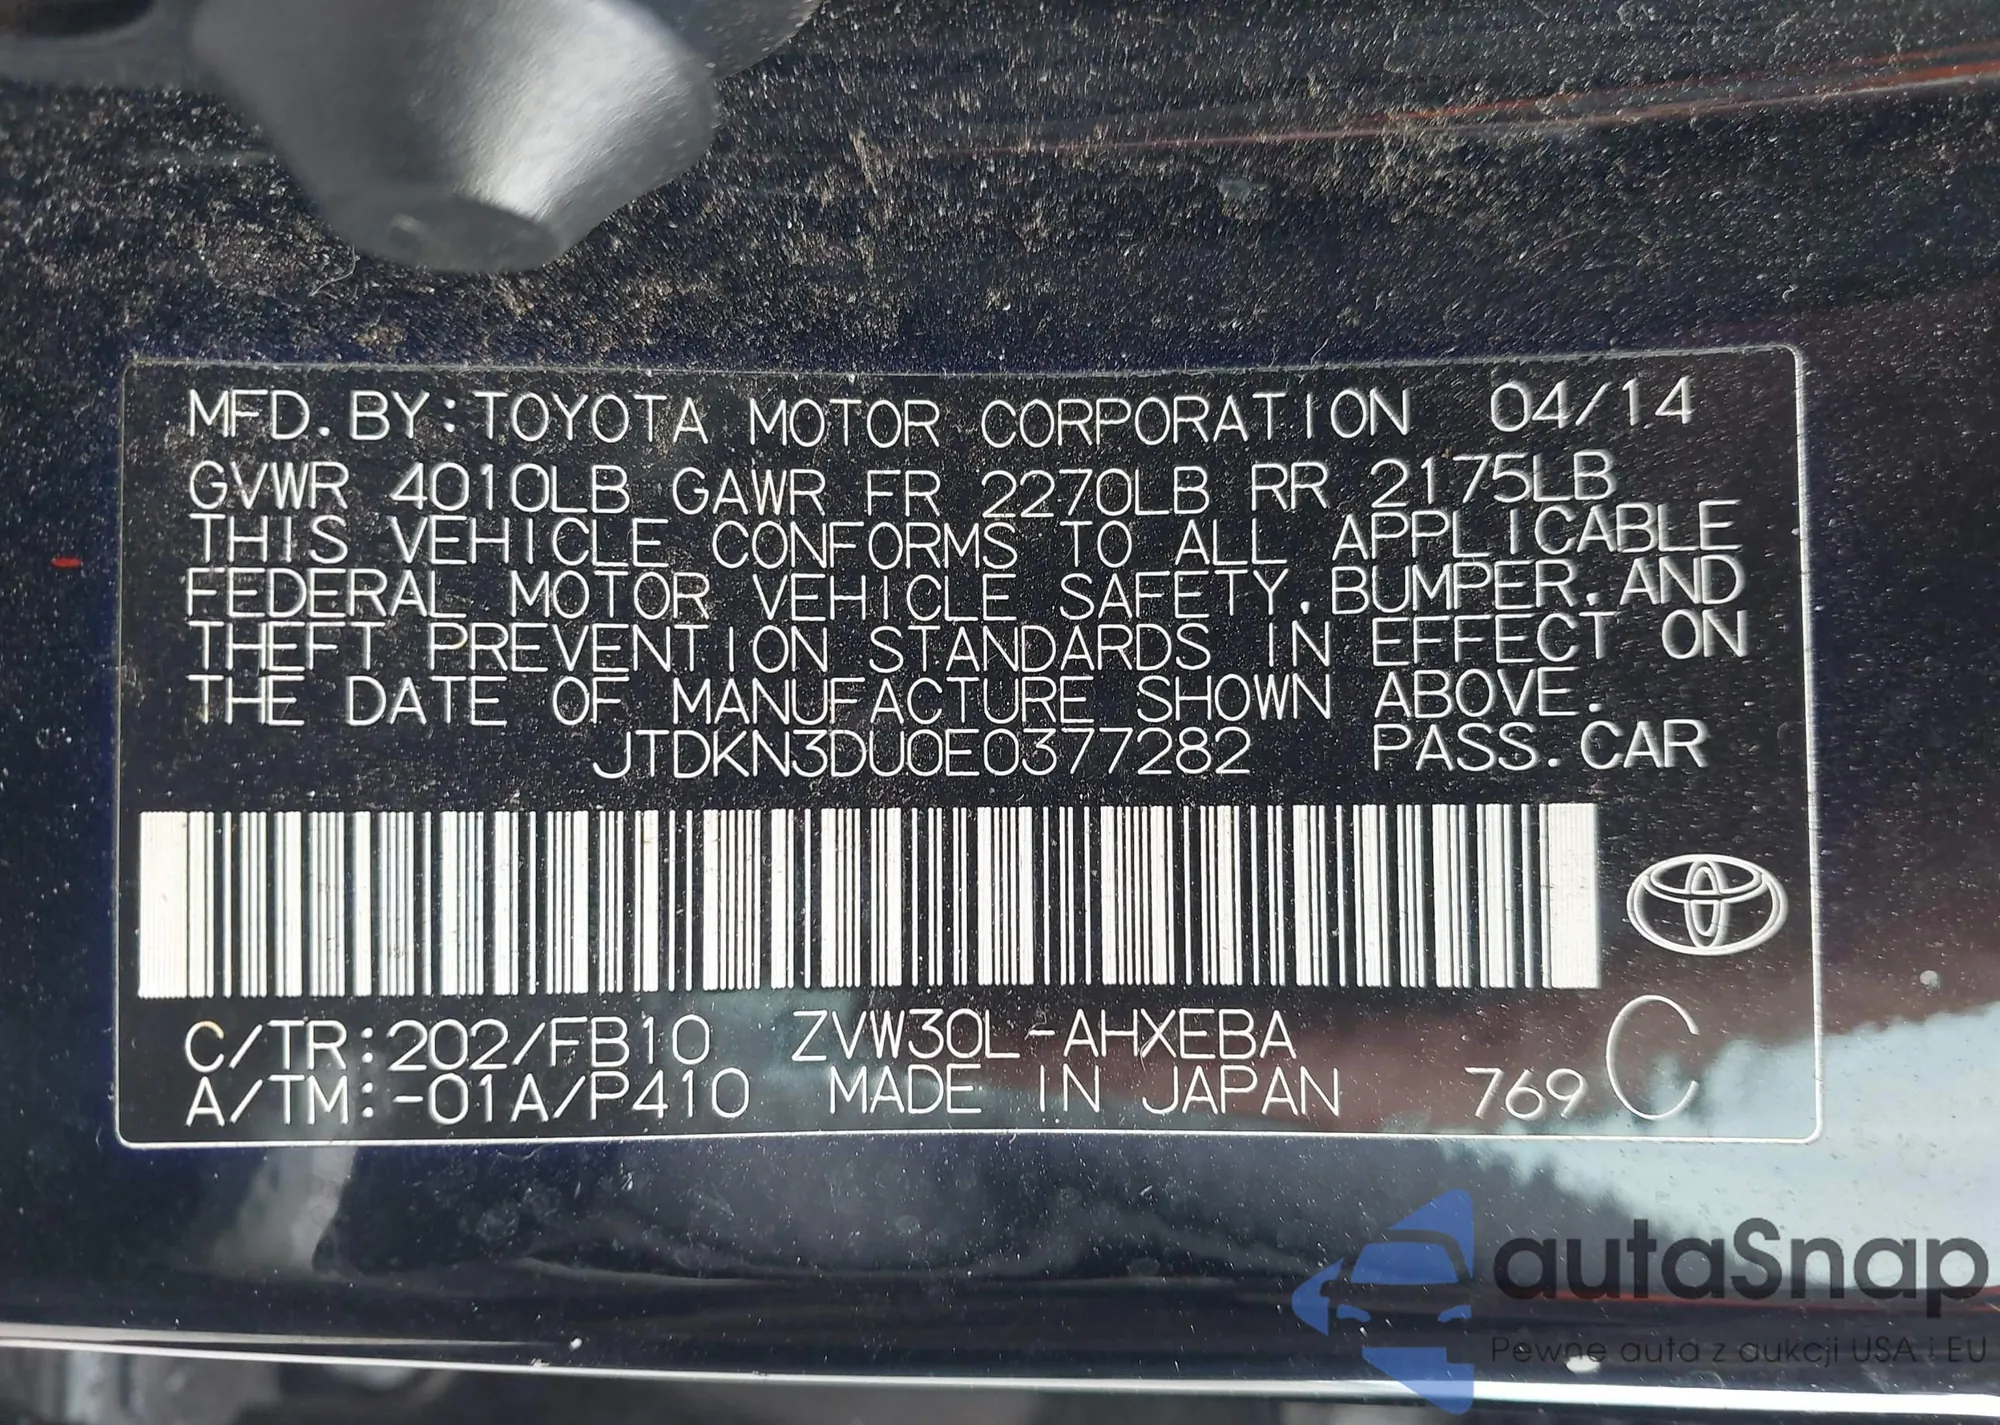 MFD. BY: TOYOTA MOTOR CORPORATION 04/14
GVWR 4010LB GAWR FR 2270LB RR 2175LB
THIS VEHICLE CONFORMS TO ALL APPLICABLE
FEDERAL MOTOR VEHICLE SAFETY, BUMPER, AND
THEFT PREVENTION STANDARDS IN EFFECT ON
THE DATE OF MANUFACTURE SHOWN ABOVE.
JTDKN3DU0E0377282 PASS. CAR
C/TR:202/FB10 ZVW30L-AHXEBA
A/TM:-01A/P410 MADE IN JAPAN 769 C
autaSnap
Pewne auta z aukcji USA i EU